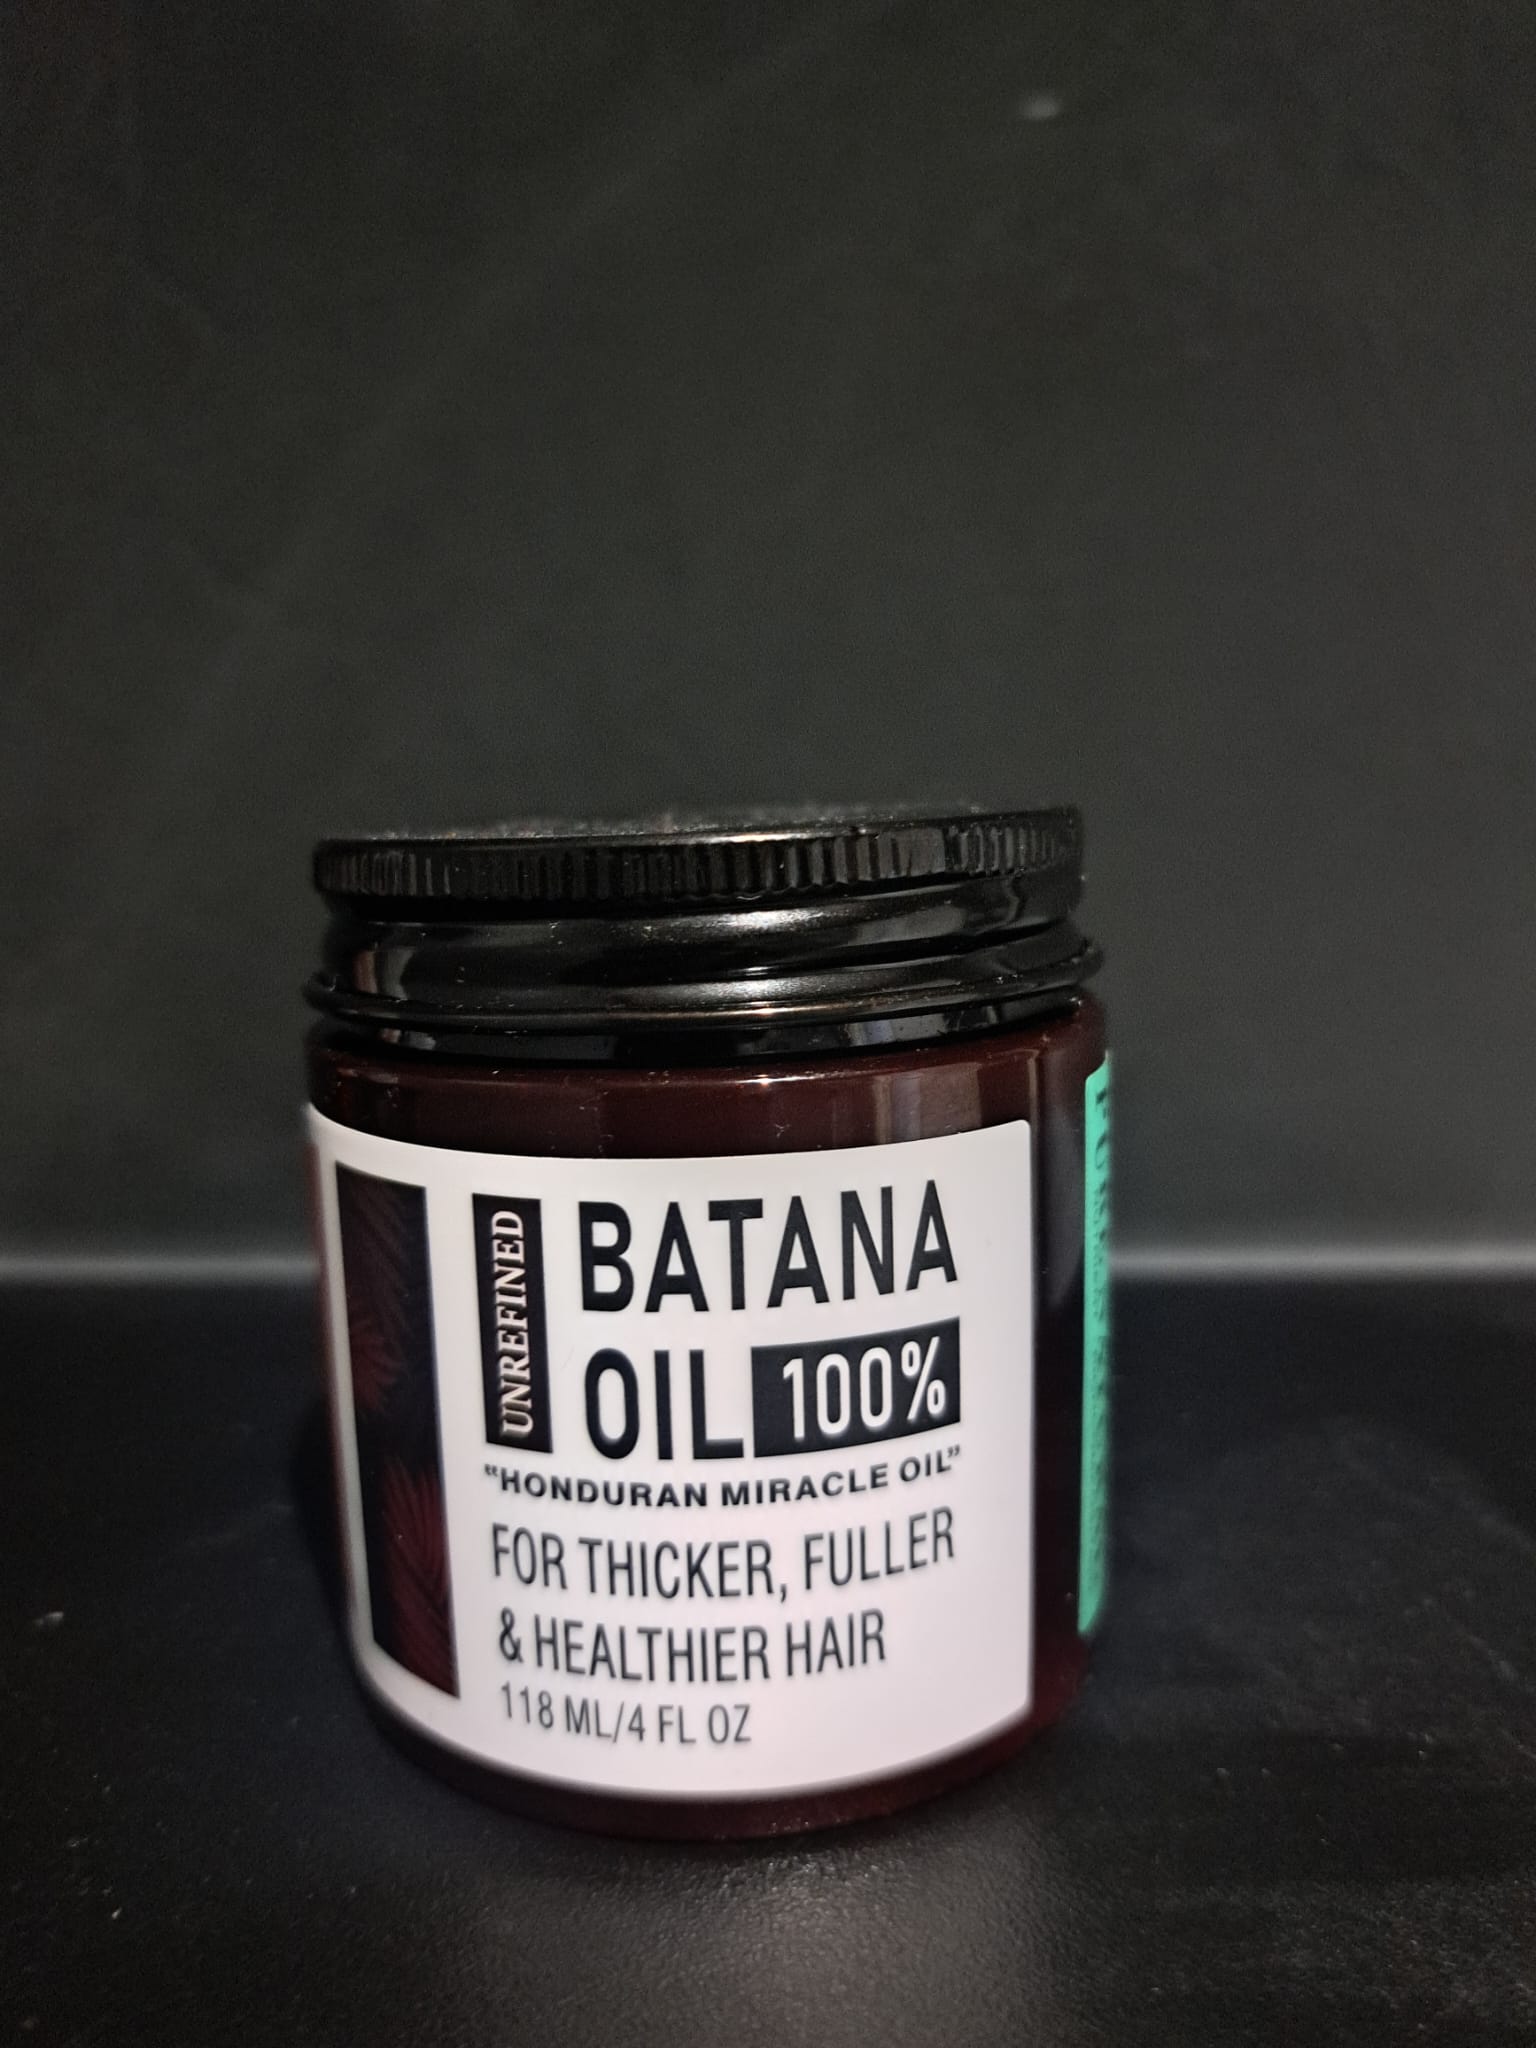 UNREFINED
BATANA
OIL 100%
“HONDURAN MIRACLE OIL”
FOR THICKER, FULLER
& HEALTHIER HAIR
118 ML/4 FL OZ